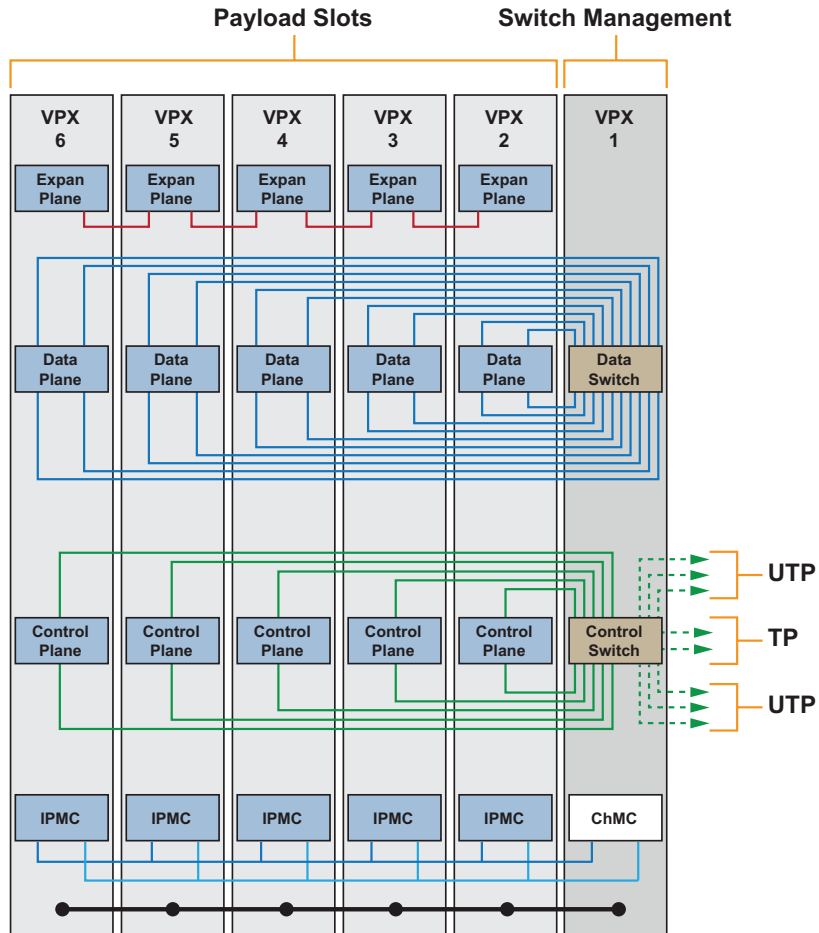 Payload Slots
Switch Management
VPX
6
VPX
5
VPX
4
VPX
3
VPX
2
VPX
1
Expan
Plane
Expan
Plane
Expan
Plane
Expan
Plane
Expan
Plane
Data
Plane
Data
Plane
Data
Plane
Data
Plane
Data
Plane
Data
Switch
UTP
Control
Plane
Control
Plane
Control
Plane
Control
Plane
Control
Plane
Control
Switch
TP
UTP
IPMC
IPMC
IPMC
IPMC
IPMC
ChMC